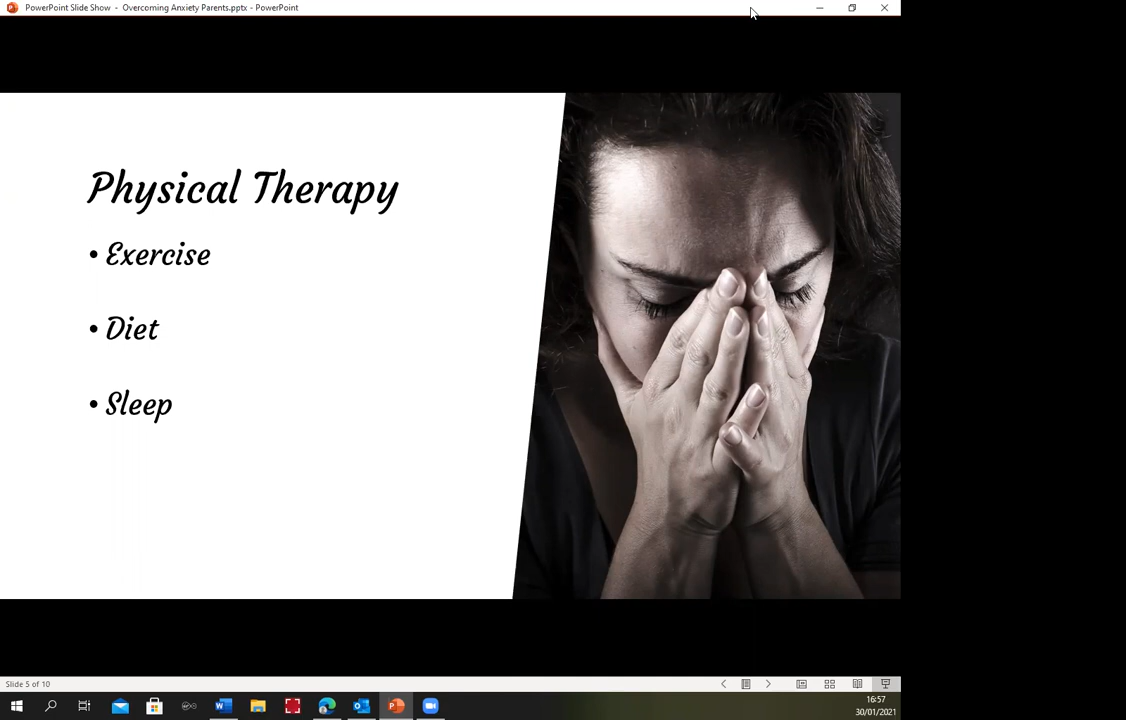 PowerPoint Slide Show - Overcoming Anxiety Parents.pptx - PowerPoint
Physical Therapy
• Exercise
• Diet
• Sleep
Slide 5 of 10
16:57
30/01/2021